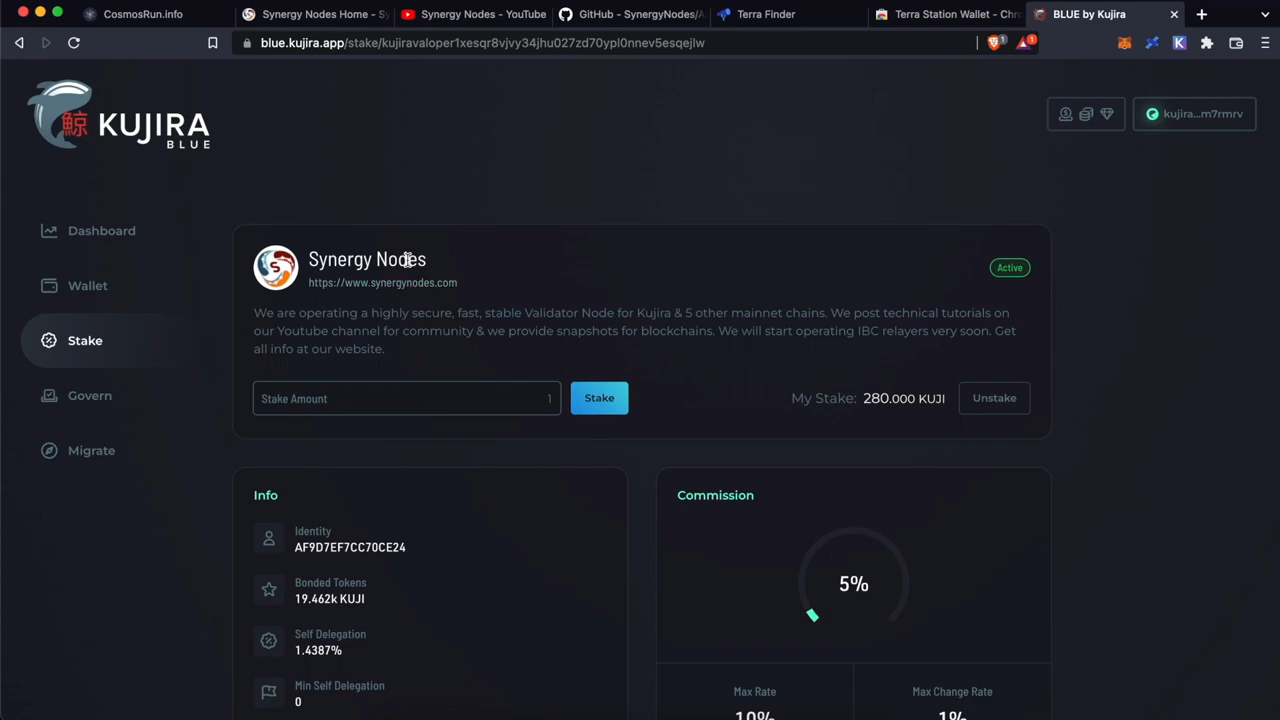 CosmosRun.info
Synergy Nodes Home - Sy
Synergy Nodes - YouTube
GitHub - SynergyNodes/A
Terra Finder
Terra Station Wallet - Chro
BLUE by Kujira
blue.kujira.app/stake/kujiravaloper1xesqr8vjvy34jhu027zd70ypl0nnev5esqejlw
1
1
K
鯨 KUJIRA
BLUE
kujira...m7rmrv
Dashboard
Wallet
Stake
Govern
Migrate
S
Synergy Nodes
https://www.synergynodes.com
Active
We are operating a highly secure, fast, stable Validator Node for Kujira & 5 other mainnet chains. We post technical tutorials on
our Youtube channel for community & we provide snapshots for blockchains. We will start operating IBC relayers very soon. Get
all info at our website.
Stake Amount 1
Stake
My Stake: 280.000 KUJI
Unstake
Info
Identity
AF9D7EF7CC70CE24
Bonded Tokens
19.462k KUJI
Self Delegation
1.4387%
Min Self Delegation
0
Commission
5%
Max Rate
10%
Max Change Rate
1%